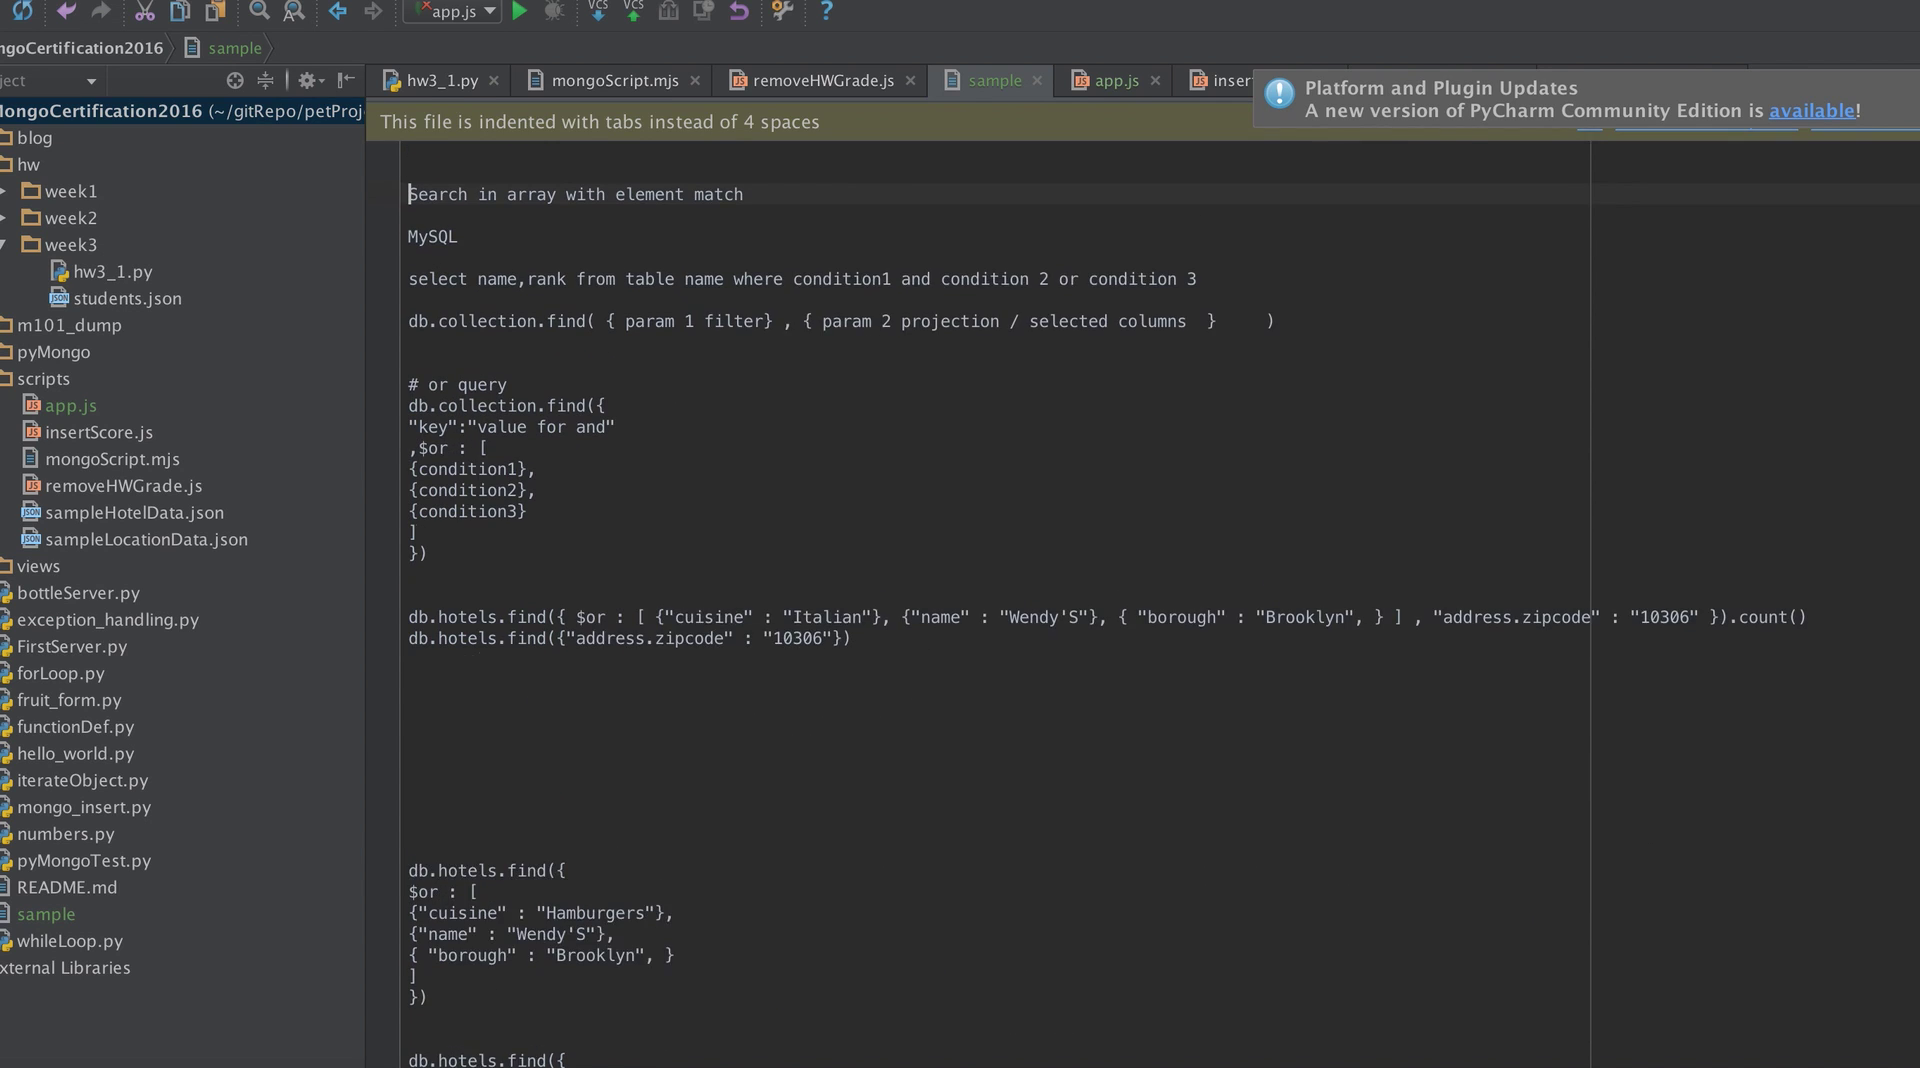 app.js
VCS VCS
ngoCertification2016 sample
ject
hw3_1.py mongoScript.mjs removeHWGrade.js sample app.js inser
Platform and Plugin Updates
A new version of PyCharm Community Edition is available!
MongoCertification2016 (~/gitRepo/petProj
This file is indented with tabs instead of 4 spaces
blog
hw
week1
week2
week3
hw3_1.py
students.json
m101_dump
pyMongo
scripts
app.js
insertScore.js
mongoScript.mjs
removeHWGrade.js
sampleHotelData.json
sampleLocationData.json
views
bottleServer.py
exception_handling.py
FirstServer.py
forLoop.py
fruit_form.py
functionDef.py
hello_world.py
iterateObject.py
mongo_insert.py
numbers.py
pyMongoTest.py
README.md
sample
whileLoop.py
xternal Libraries
Search in array with element match
MySQL
select name,rank from table name where condition1 and condition 2 or condition 3
db.collection.find( { param 1 filter} , { param 2 projection / selected columns } )
# or query
db.collection.find({
"key":"value for and"
,$or : [
{condition1},
{condition2},
{condition3}
]
})
db.hotels.find({ $or : [ {"cuisine" : "Italian"}, {"name" : "Wendy'S"}, { "borough" : "Brooklyn", } ] , "address.zipcode" : "10306" }).count()
db.hotels.find({"address.zipcode" : "10306"})
db.hotels.find({
$or : [
{"cuisine" : "Hamburgers"},
{"name" : "Wendy'S"},
{ "borough" : "Brooklyn", }
]
})
db.hotels.find({